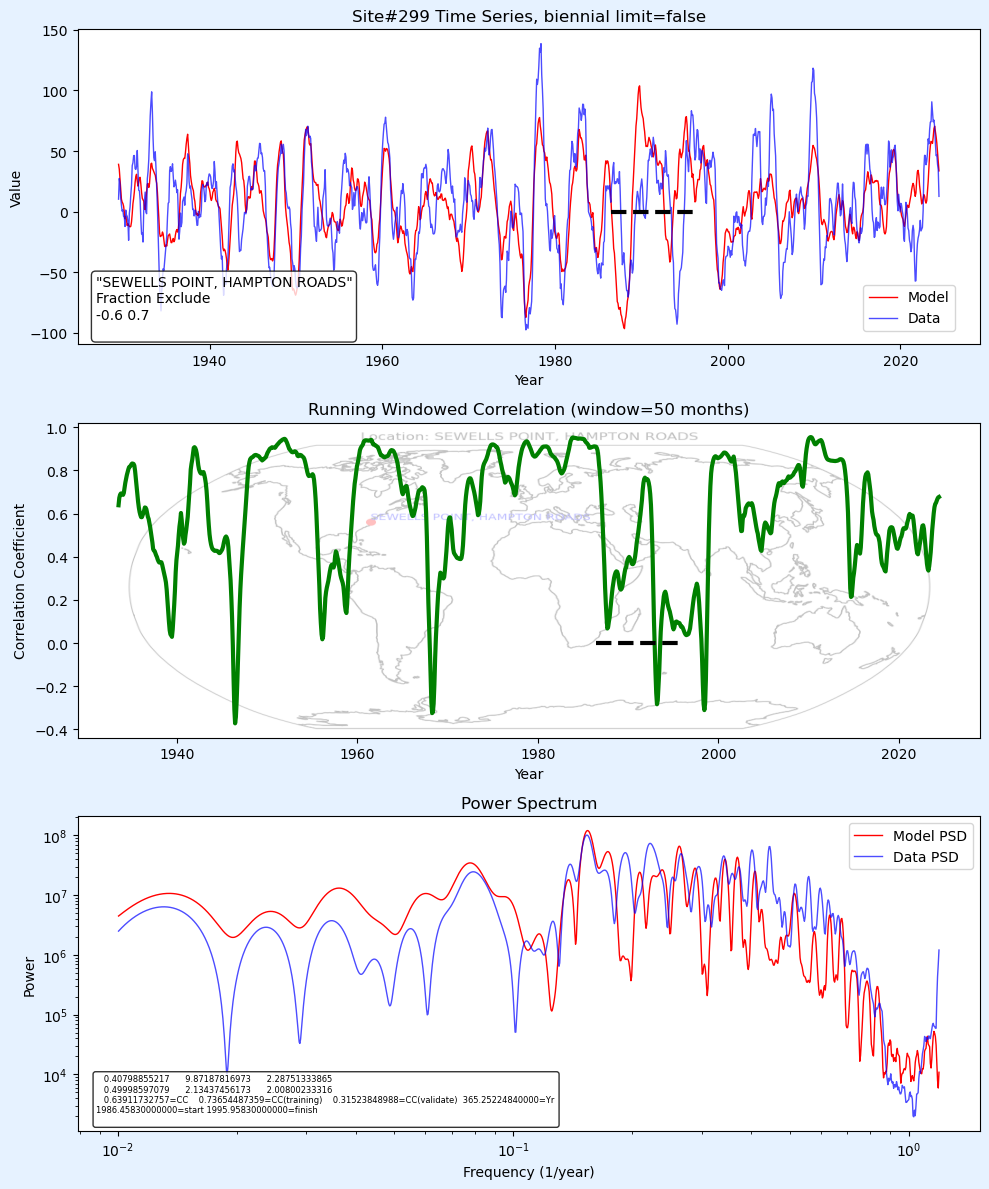 Site#299 Time Series, biennial limit=false
150
100
50
0
−50
−100
Value
"SEWELLS POINT, HAMPTON ROADS"
Fraction Exclude
-0.6 0.7
Model
Data
1940
1960
1980
2000
2020
Year
Running Windowed Correlation (window=50 months)
Location: SEWELLS POINT, HAMPTON ROADS
SEWELLS POINT, HAMPTON ROADS
1.0
0.8
0.6
0.4
0.2
0.0
−0.2
−0.4
Correlation Coefficient
1940
1960
1980
2000
2020
Year
Power Spectrum
10^8
10^7
10^6
10^5
10^4
Power
Model PSD
Data PSD
0.40798855217 9.87187816973 2.28751333865
0.49998597079 2.13437456173 2.00800233316
0.63911732757=CC 0.73654487359=CC(training) 0.31523848988=CC(validate) 365.25224840000=Yr
1986.45830000000=start 1995.95830000000=finish
10^−2
10^−1
10^0
Frequency (1/year)